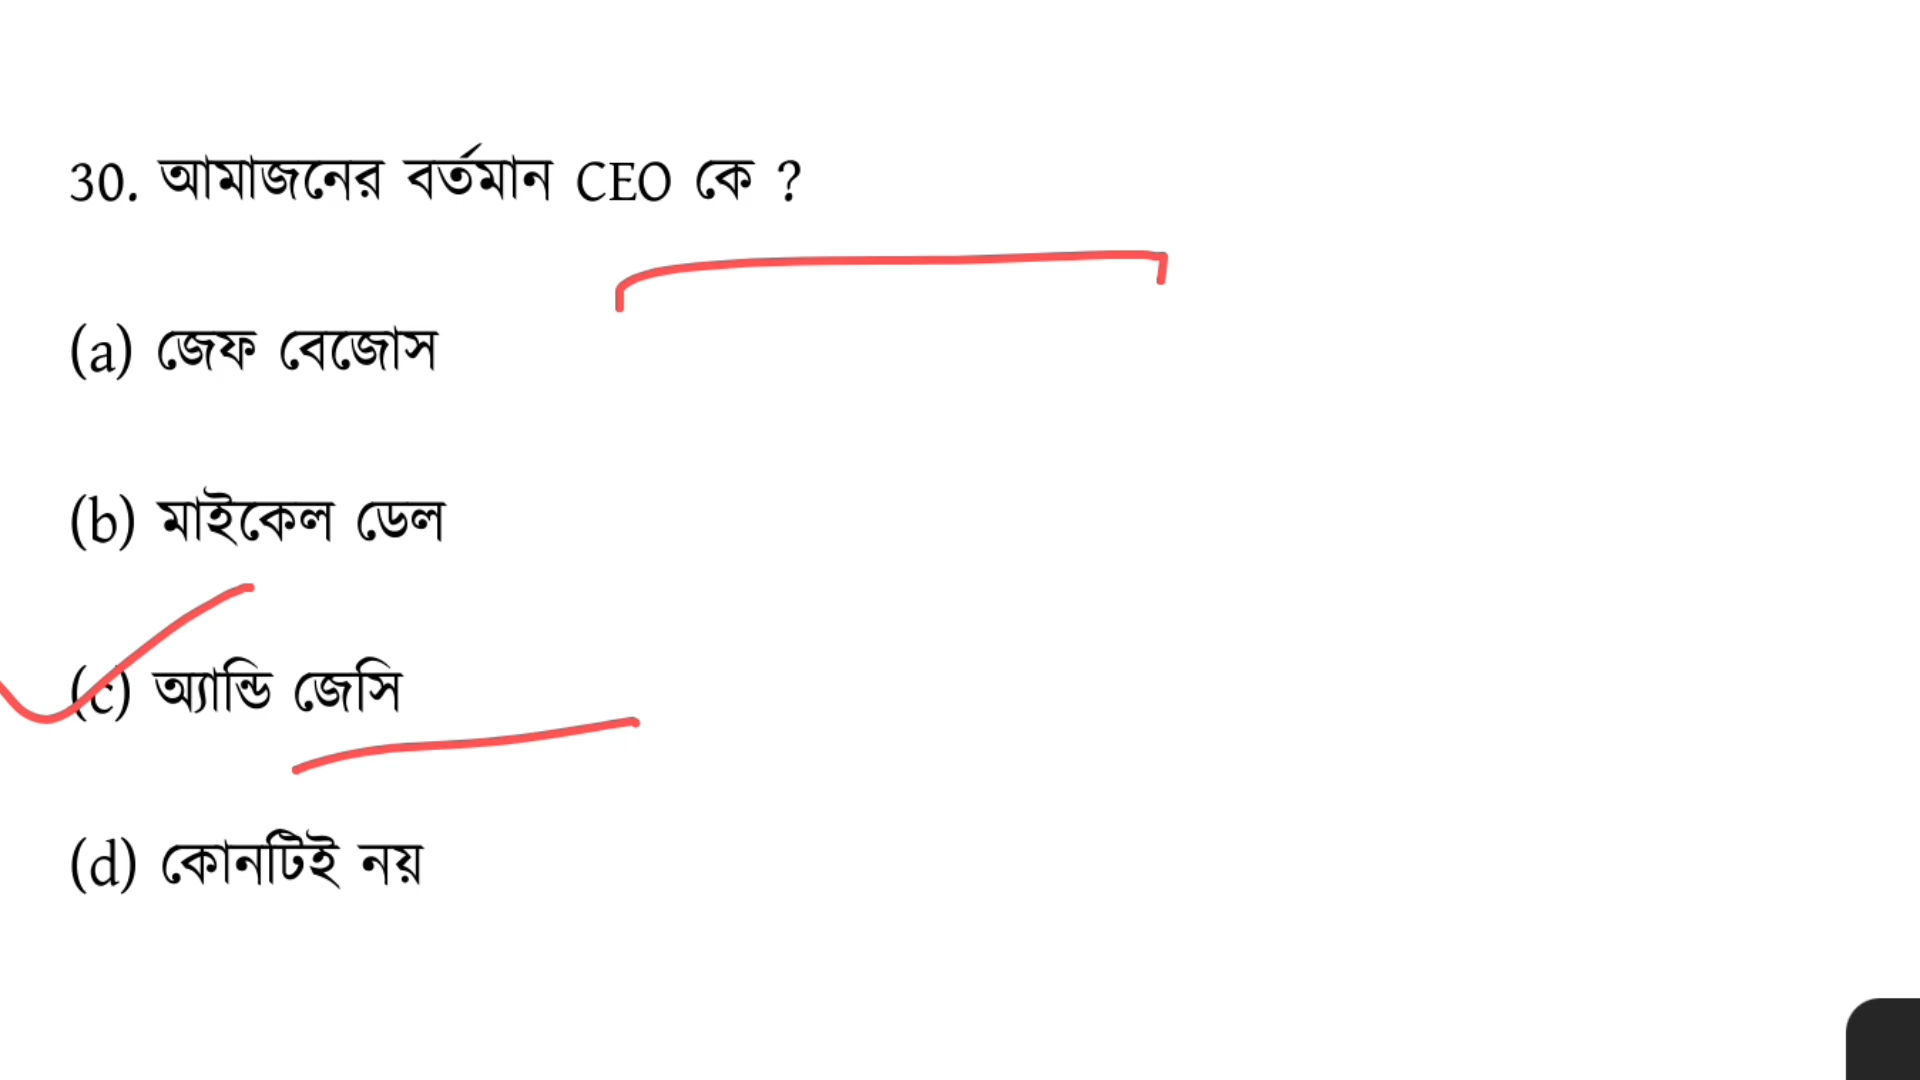 30. আমাজনের বর্তমান CEO কে ?
(a) জেফ বেজোস
(b) মাইকেল ডেল
(c) অ্যান্ডি জেসি
(d) কোনটিই নয়